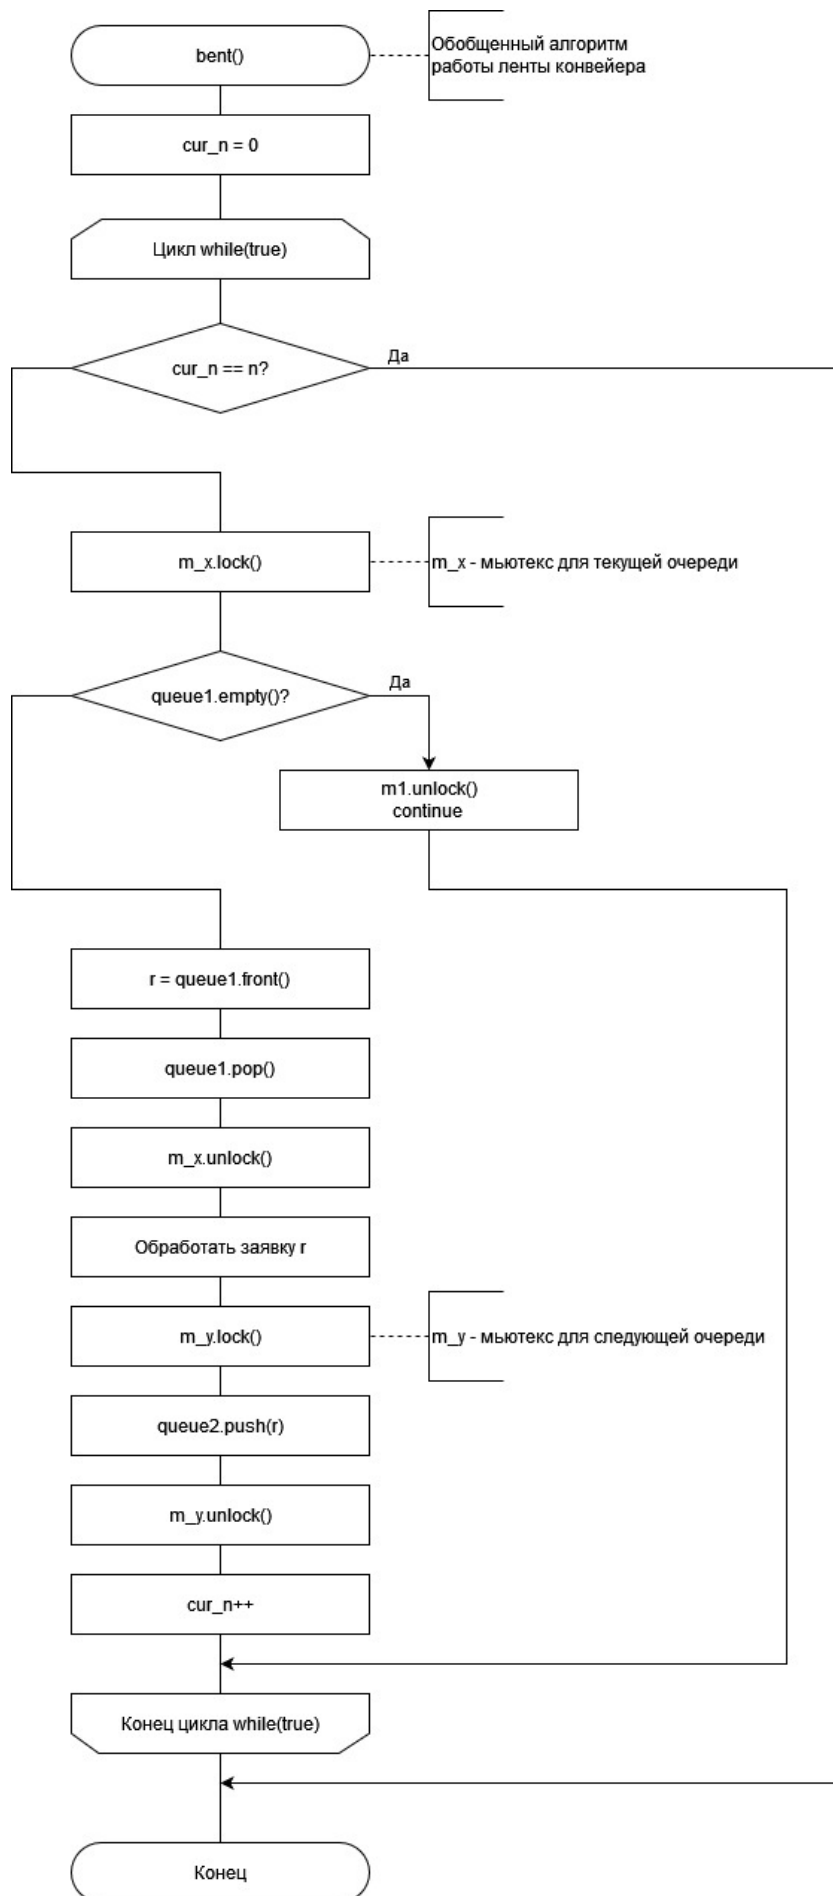 bent()
Обобщенный алгоритм
работы ленты конвейера
cur_n = 0
Цикл while(true)
cur_n == n?
Да
m_x.lock()
m_x - мьютекс для текущей очереди
queue1.empty()?
Да
m1.unlock()
continue
r = queue1.front()
queue1.pop()
m_x.unlock()
Обработать заявку r
m_y.lock()
m_y - мьютекс для следующей очереди
queue2.push(r)
m_y.unlock()
cur_n++
Конец цикла while(true)
Конец